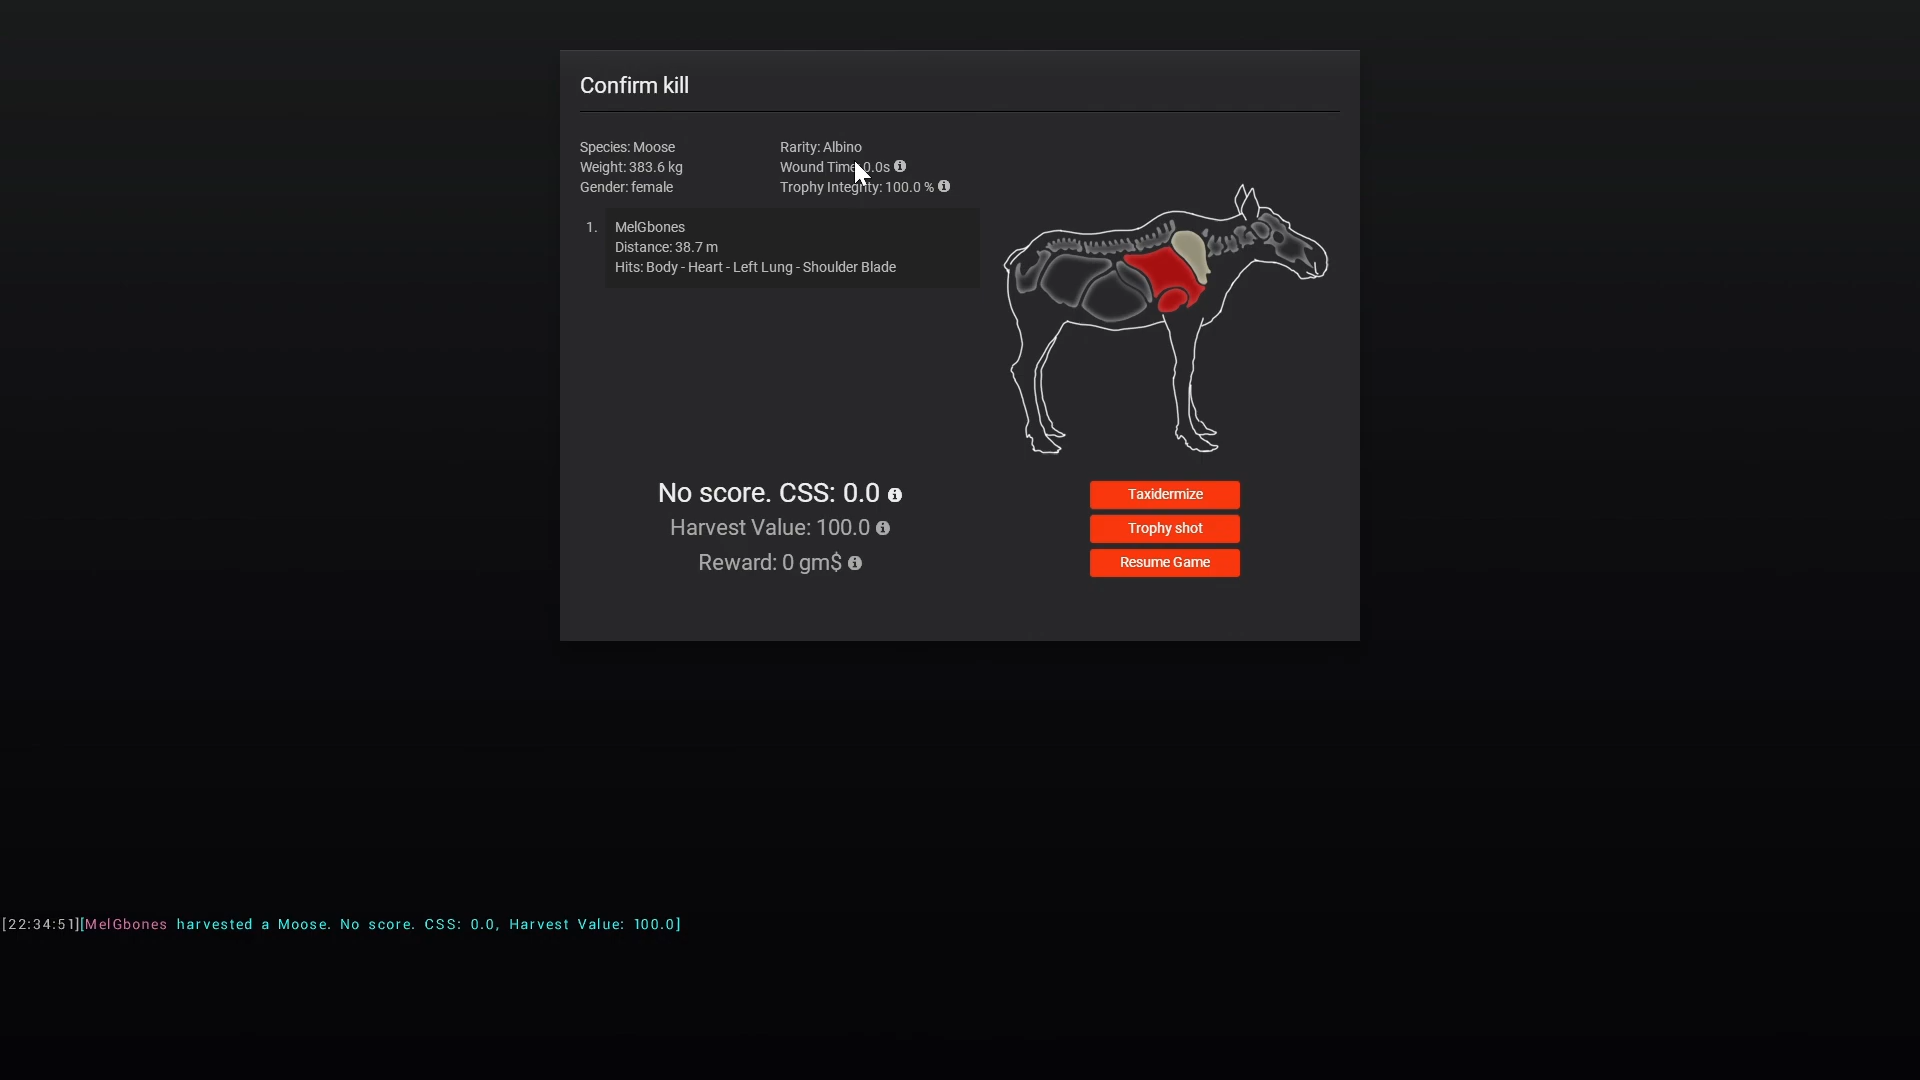 Confirm kill
Species: Moose
Weight: 383.6 kg
Gender: female
Rarity: Albino
Wound Time: 0.0s
Trophy Integrity: 100.0 %
1. MelGbones
Distance: 38.7 m
Hits: Body - Heart - Left Lung - Shoulder Blade
No score. CSS: 0.0
Harvest Value: 100.0
Reward: 0 gm$
Taxidermize
Trophy shot
Resume Game
[22:34:51][MelGbones harvested a Moose. No score. CSS: 0.0, Harvest Value: 100.0]